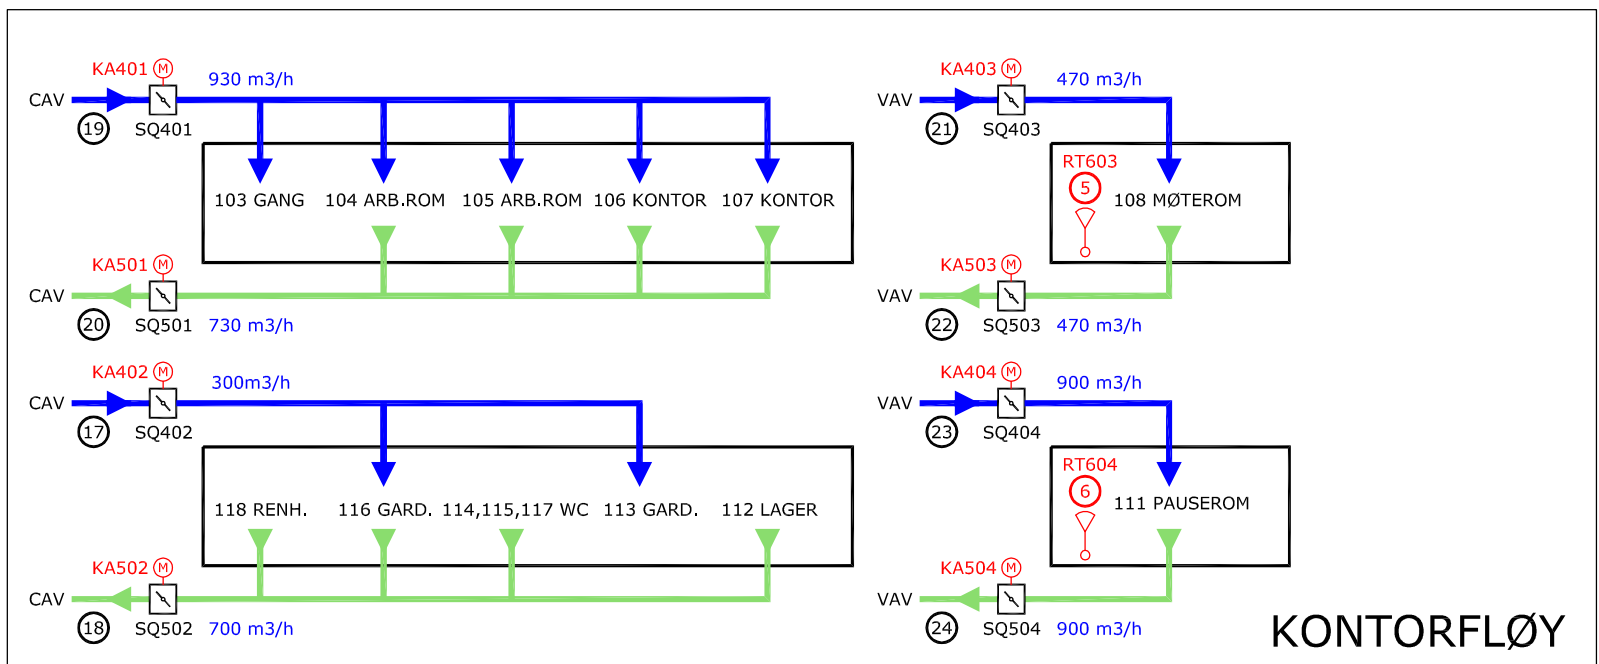 KA401 M 930 m3/h
CAV
19 SQ401
103 GANG 104 ARB.ROM 105 ARB.ROM 106 KONTOR 107 KONTOR
KA501 M
CAV
20 SQ501 730 m3/h
KA403 M 470 m3/h
VAV
21 SQ403
RT603
5
108 MØTEROM
KA503 M
VAV
22 SQ503 470 m3/h
KA402 M 300m3/h
CAV
17 SQ402
118 RENH. 116 GARD. 114,115,117 WC 113 GARD. 112 LAGER
KA502 M
CAV
18 SQ502 700 m3/h
KA404 M 900 m3/h
VAV
23 SQ404
RT604
6
111 PAUSEROM
KA504 M
VAV
24 SQ504 900 m3/h
KONTORFLØY